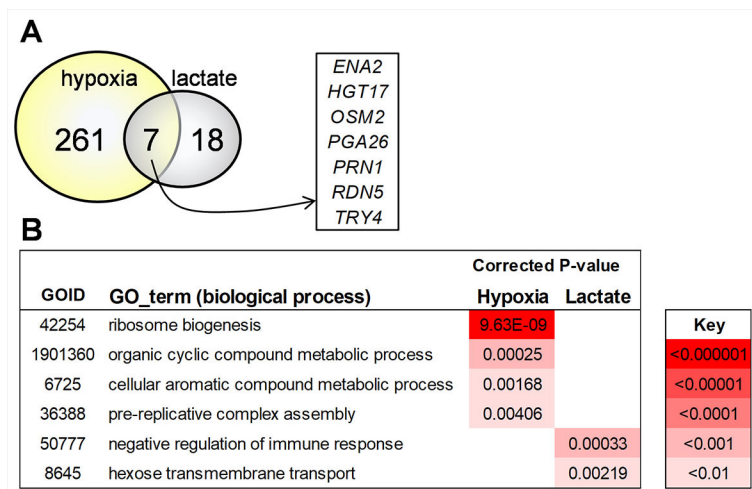 A
hypoxia lactate
261 7 18
ENA2
HGT17
OSM2
PGA26
PRN1
RDN5
TRY4
B
Corrected P-value
GOID GO_term (biological process) Hypoxia Lactate
42254 ribosome biogenesis 9.63E-09
1901360 organic cyclic compound metabolic process 0.00025
6725 cellular aromatic compound metabolic process 0.00168
36388 pre-replicative complex assembly 0.00406
50777 negative regulation of immune response 0.00033
8645 hexose transmembrane transport 0.00219
Key
<0.000001
<0.00001
<0.0001
<0.001
<0.01